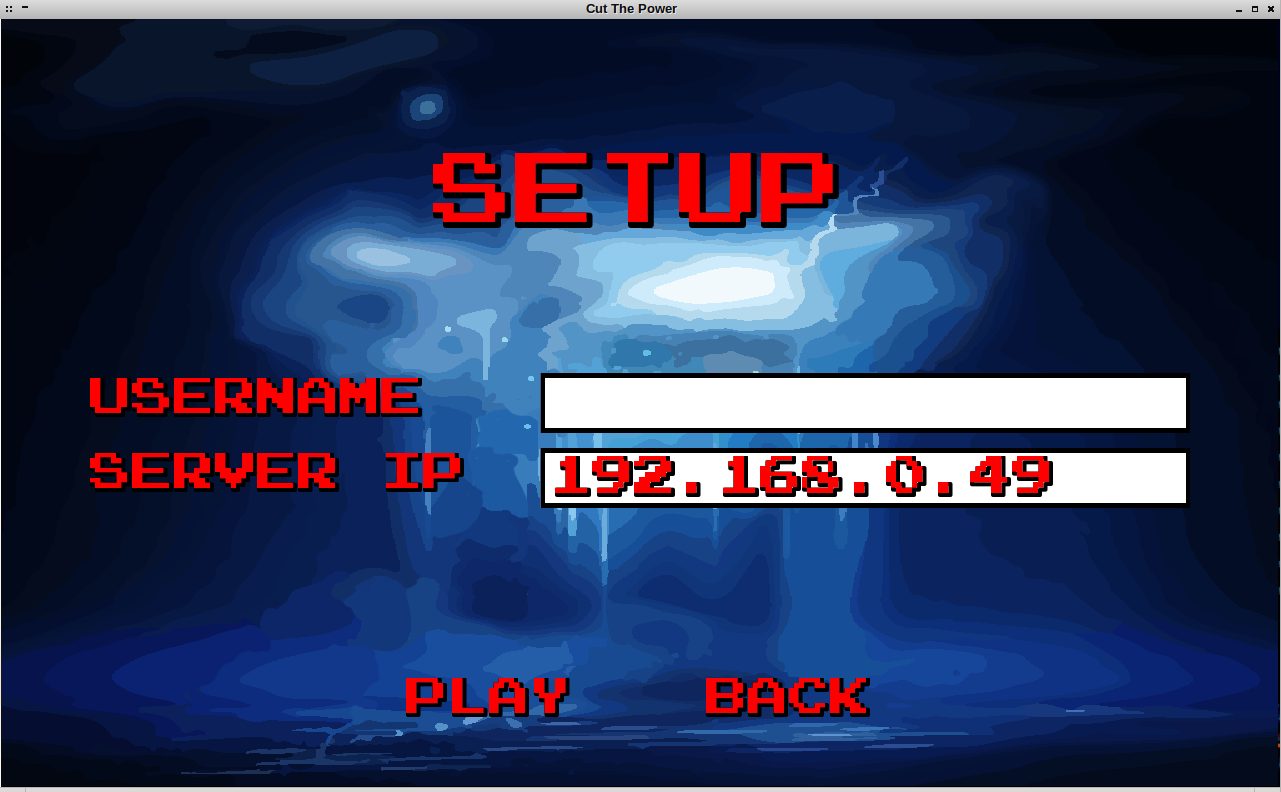 Cut The Power
SETUP
USERNAME
SERVER IP 192.168.0.49
PLAY BACK